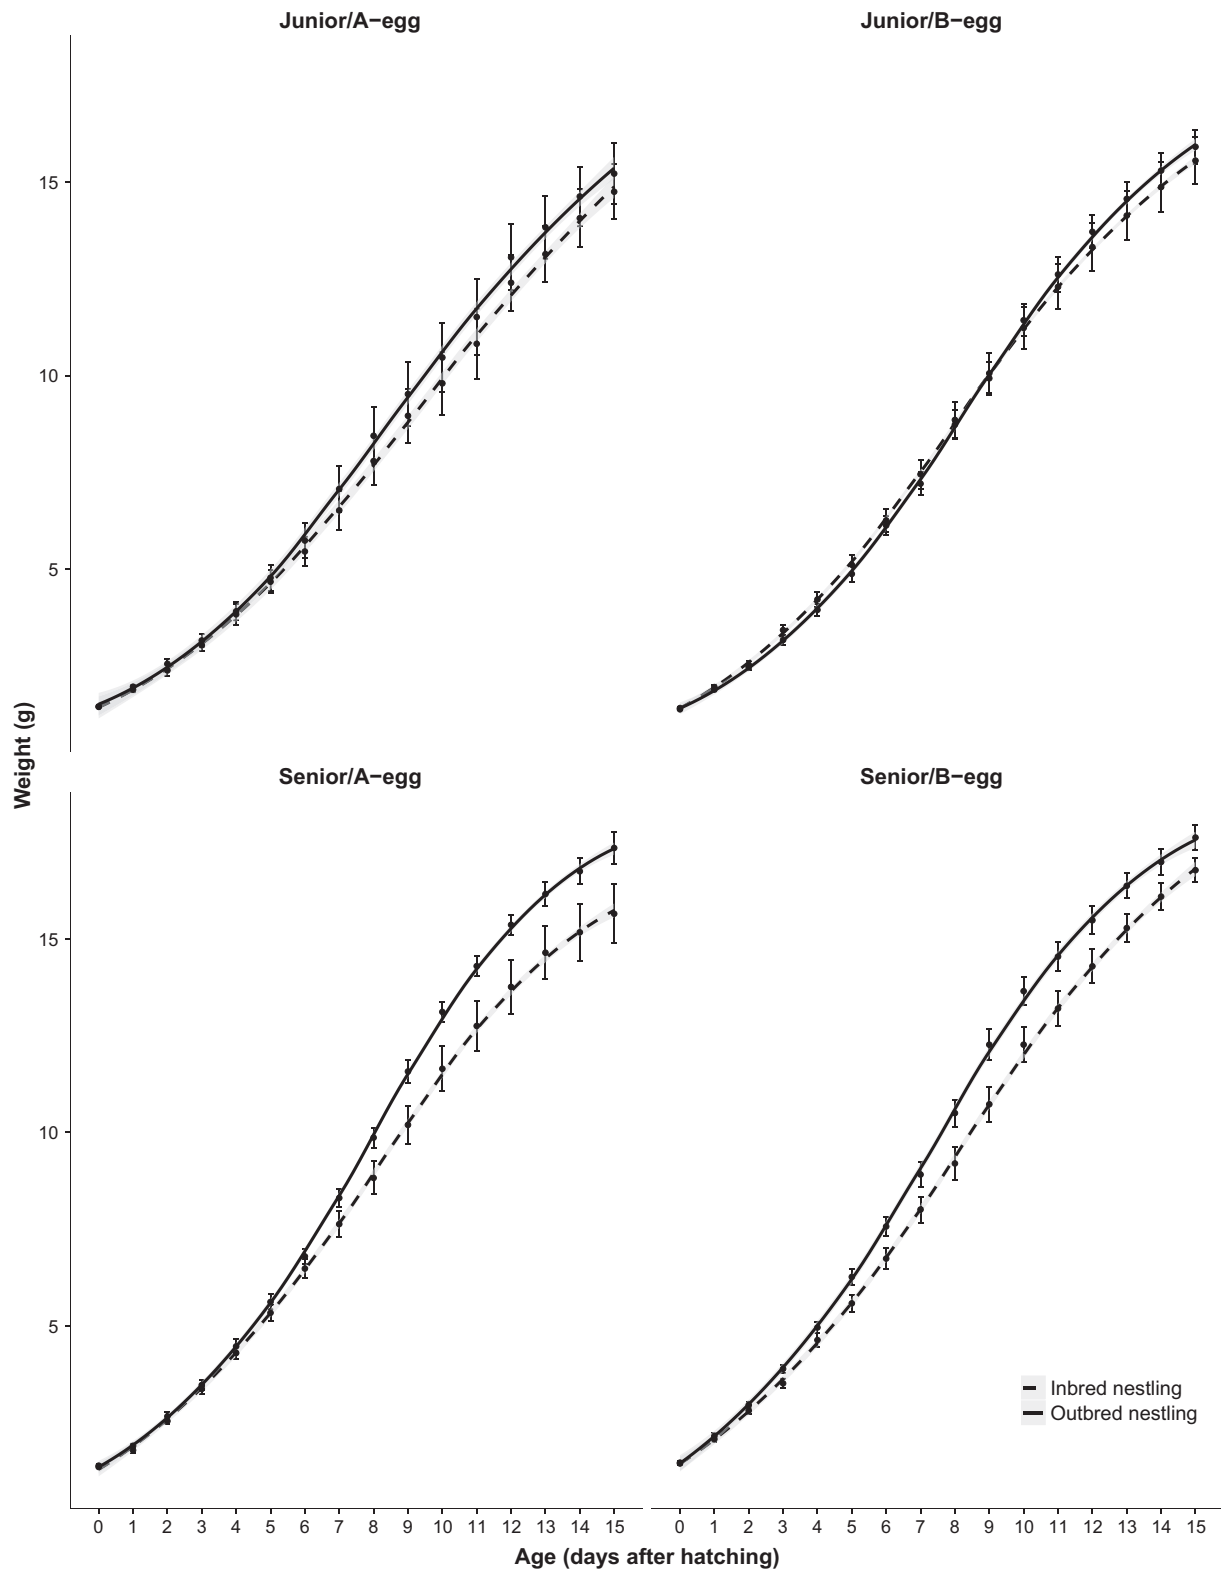 Junior/A−egg
Junior/B−egg
15
10
5
Weight (g)
Senior/A−egg
Senior/B−egg
15
10
5
Inbred nestling
Outbred nestling
0 1 2 3 4 5 6 7 8 9 10 11 12 13 14 15
0 1 2 3 4 5 6 7 8 9 10 11 12 13 14 15
Age (days after hatching)